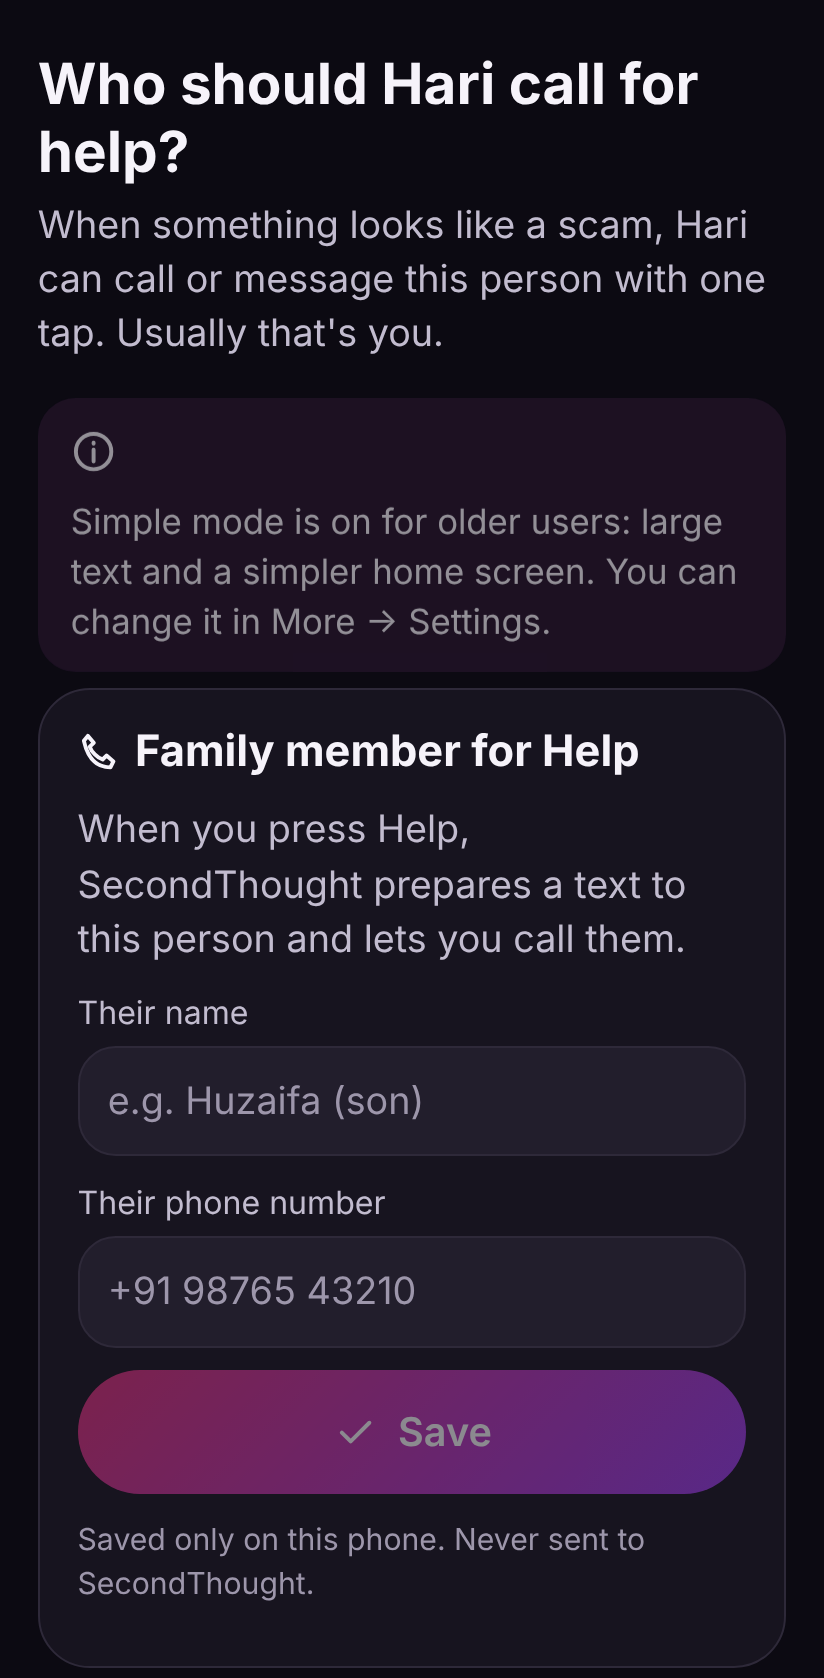 Who should Hari call for
help?
When something looks like a scam, Hari
can call or message this person with one
tap. Usually that's you.
Simple mode is on for older users: large
text and a simpler home screen. You can
change it in More → Settings.
Family member for Help
When you press Help,
SecondThought prepares a text to
this person and lets you call them.
Their name
e.g. Huzaifa (son)
Their phone number
+91 98765 43210
Save
Saved only on this phone. Never sent to
SecondThought.